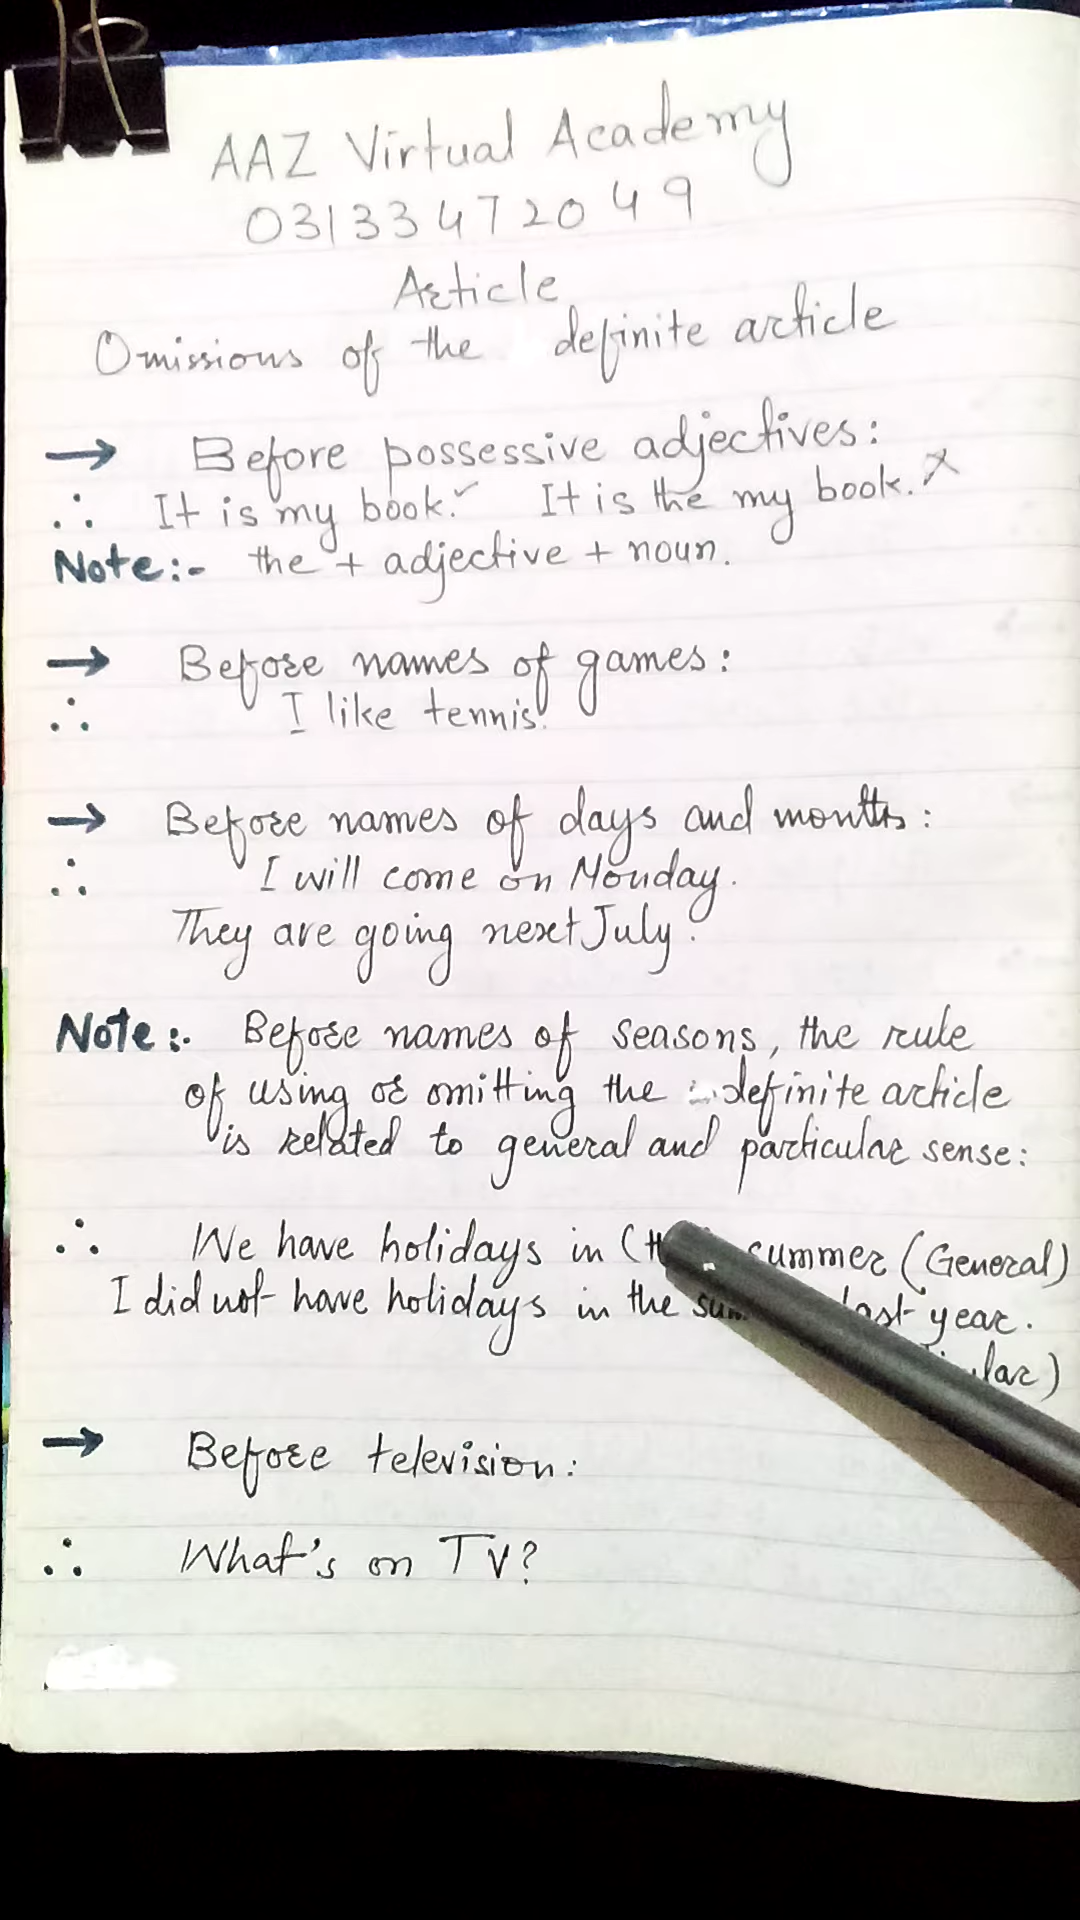 AAZ Virtual Academy
03133472049
Article
Omissions of the definite article
→ Before possessive adjectives:
∴ It is my book.✓ It is the my book.✗
Note:- the + adjective + noun.
→ Before names of games:
∴ I like tennis.
→ Before names of days and months:
∴ I will come on Monday.
They are going next July.
Note:- Before names of seasons, the rule
of using or omitting the definite article
is related to general and particular sense:
∴ We have holidays in summer (General)
I did not have holidays in the last year.
→ Before television:
∴ What's on TV?